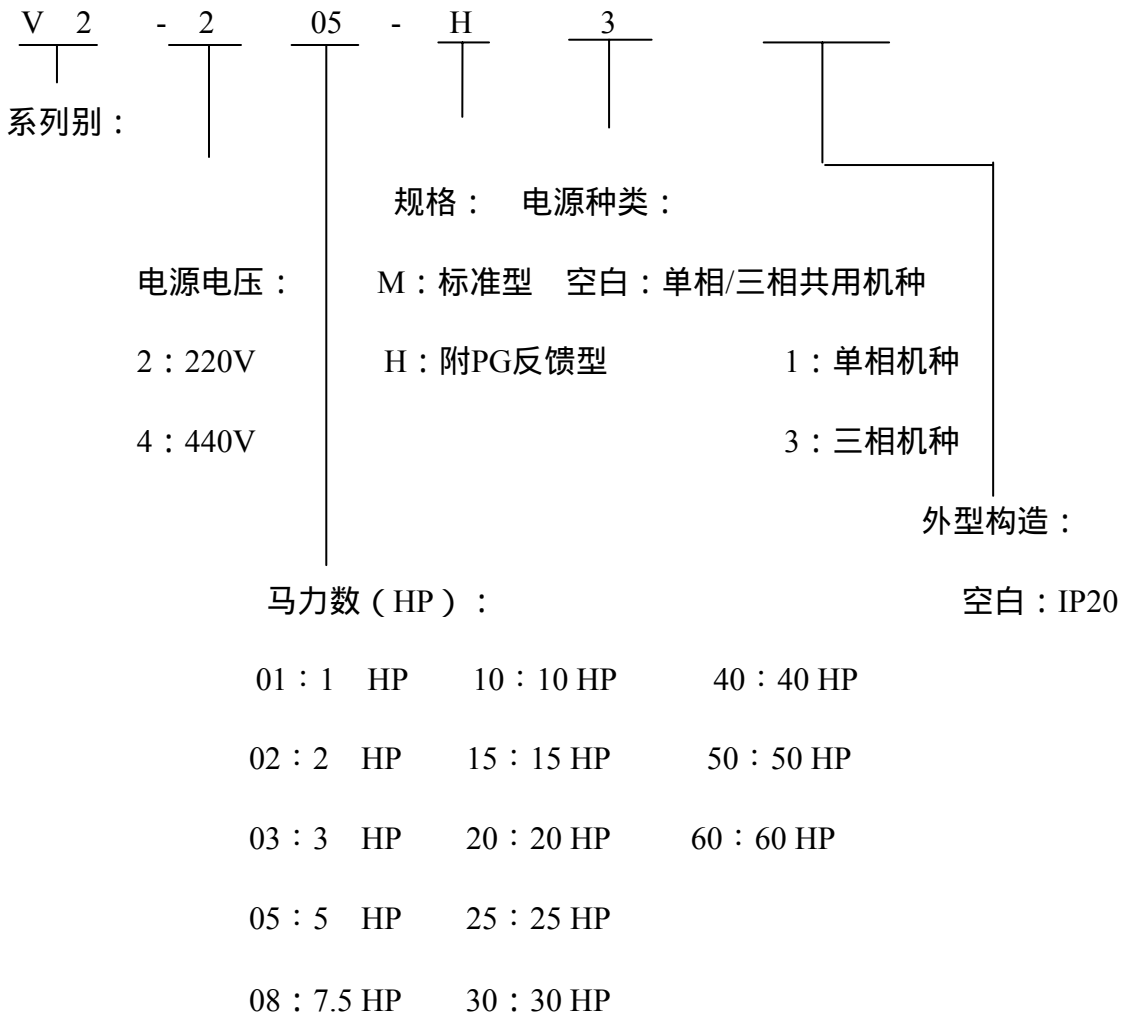 V 2 - 2 05 - H 3
系列别：
规格： 电源种类：
电源电压： M：标准型 空白：单相/三相共用机种
2：220V H：附PG反馈型 1：单相机种
4：440V 3：三相机种
外型构造：
马力数（HP）： 空白：IP20
01：1 HP 10：10 HP 40：40 HP
02：2 HP 15：15 HP 50：50 HP
03：3 HP 20：20 HP 60：60 HP
05：5 HP 25：25 HP
08：7.5 HP 30：30 HP